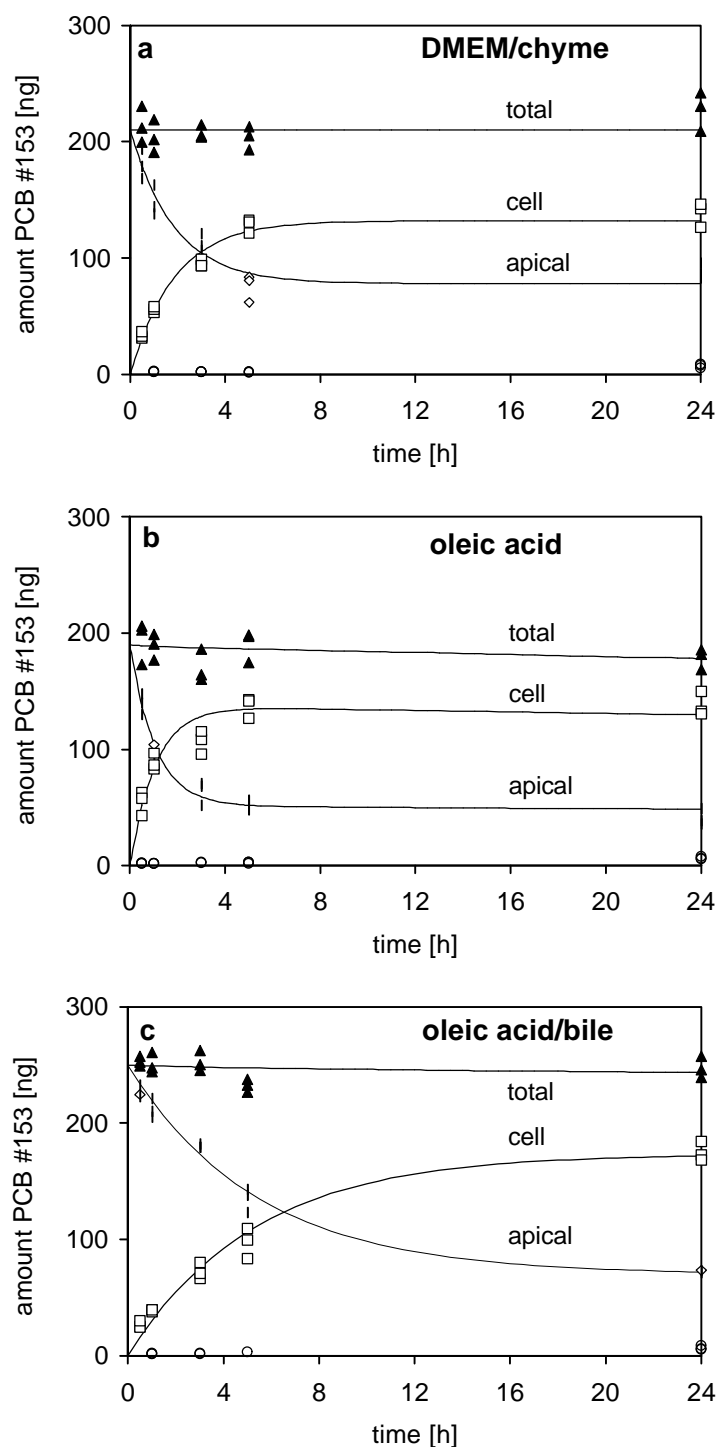 a
DMEM/chyme
amount PCB #153 [ng]
300
200
100
0
total
cell
apical
0 4 8 12 16 20 24
time [h]
b
oleic acid
amount PCB #153 [ng]
300
200
100
0
total
cell
apical
0 4 8 12 16 20 24
time [h]
c
oleic acid/bile
amount PCB #153 [ng]
300
200
100
0
total
cell
apical
0 4 8 12 16 20 24
time [h]